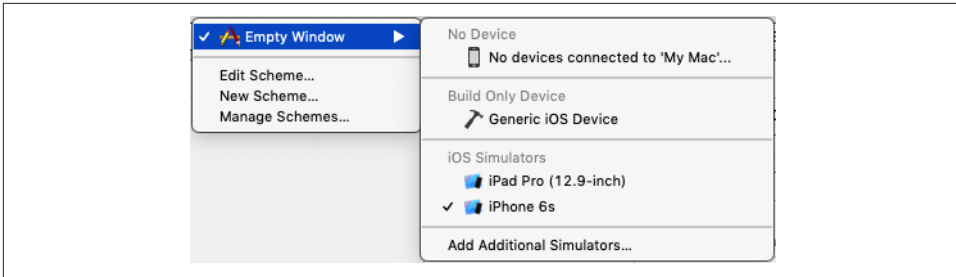 Empty Window
Edit Scheme...
New Scheme...
Manage Schemes...
No Device
No devices connected to 'My Mac'...
Build Only Device
Generic iOS Device
iOS Simulators
iPad Pro (12.9-inch)
iPhone 6s
Add Additional Simulators...